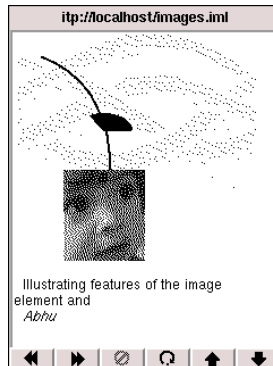 itp://localhost/images.iml
Illustrating features of the image
element and
Abhu